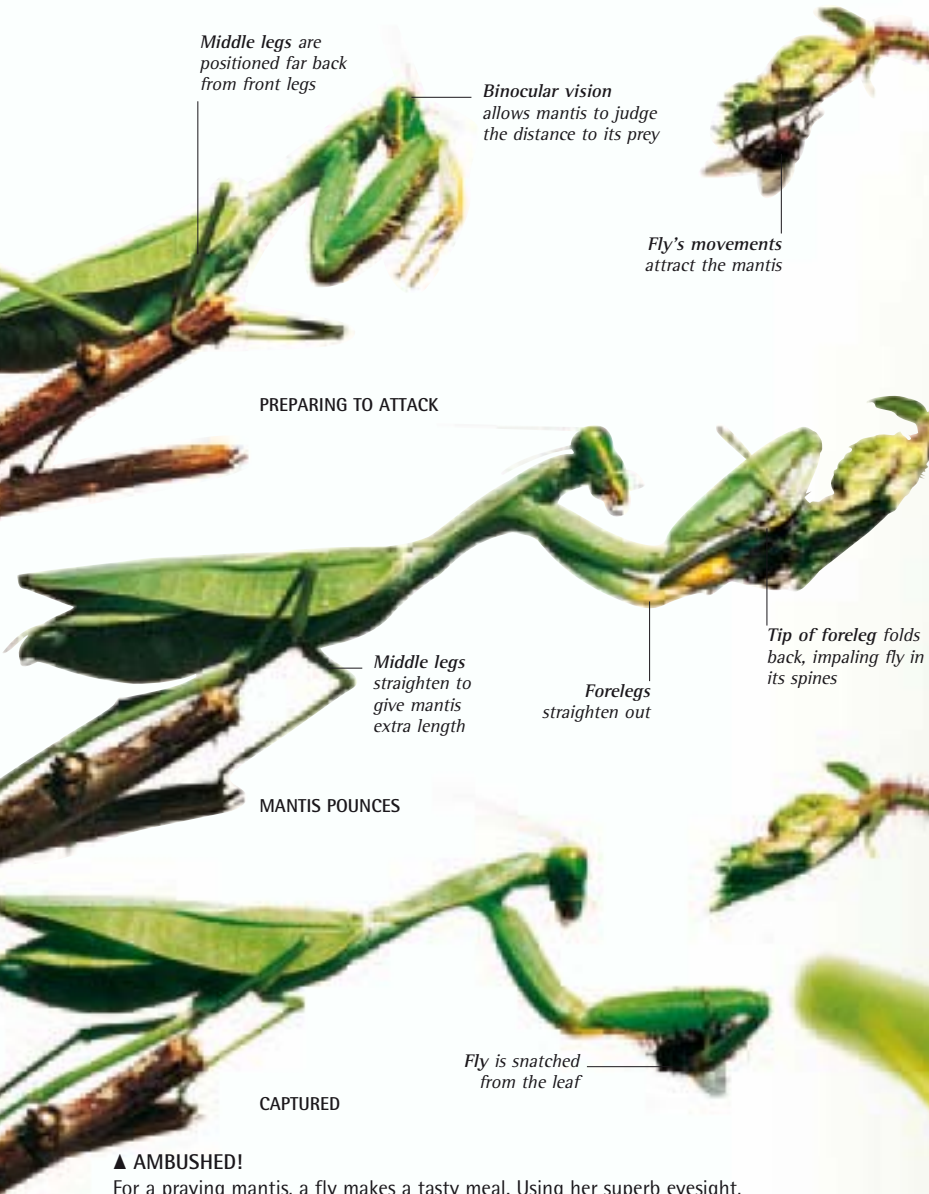 Middle legs are
positioned far back
from front legs
Binocular vision
allows mantis to judge
the distance to its prey
Fly's movements
attract the mantis
PREPARING TO ATTACK
Tip of foreleg folds
back, impaling fly in
its spines
Middle legs
straighten to
give mantis
extra length
Forelegs
straighten out
MANTIS POUNCES
Fly is snatched
from the leaf
CAPTURED
▲ AMBUSHED!
For a praying mantis, a fly makes a tasty meal. Using her superb eyesight,